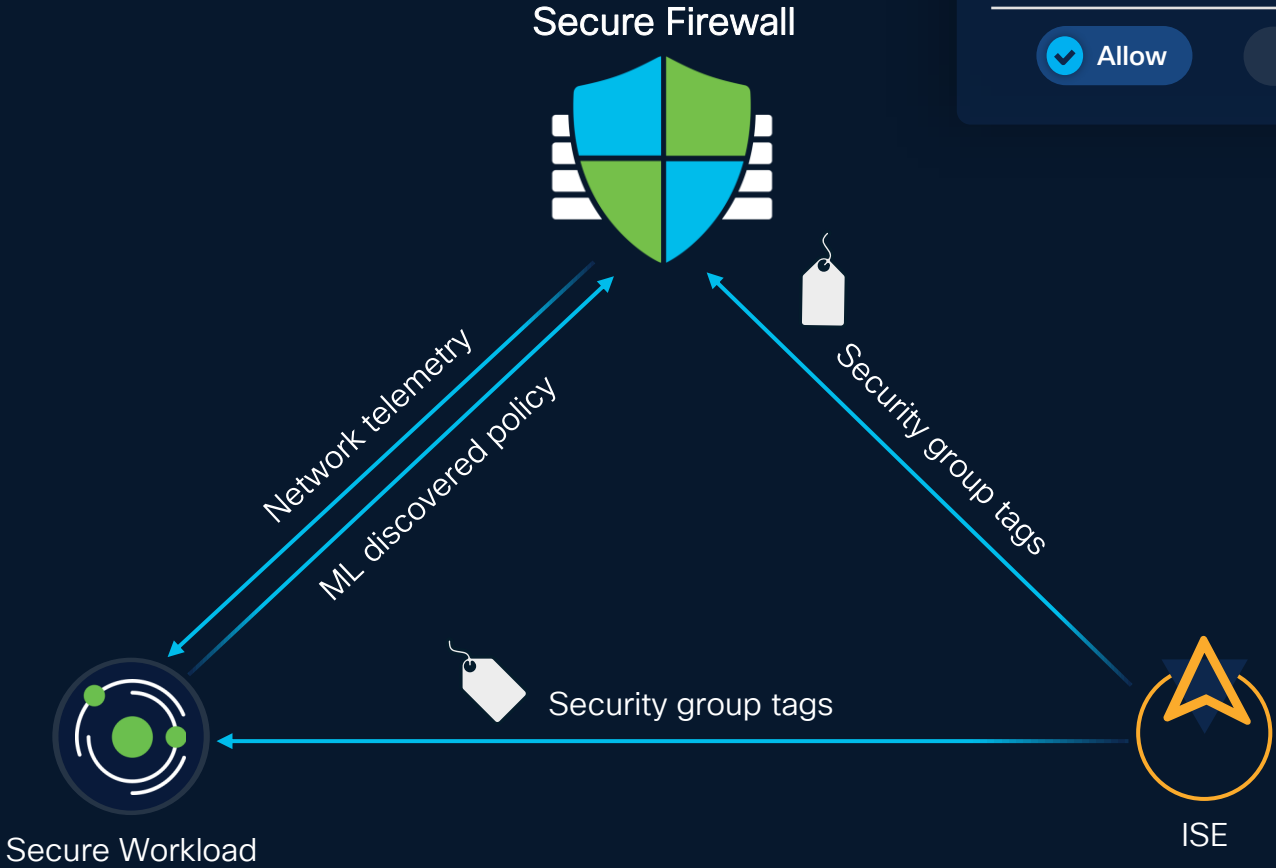 Secure Firewall
Allow
Network telemetry
ML discovered policy
Security group tags
Security group tags
Secure Workload
ISE